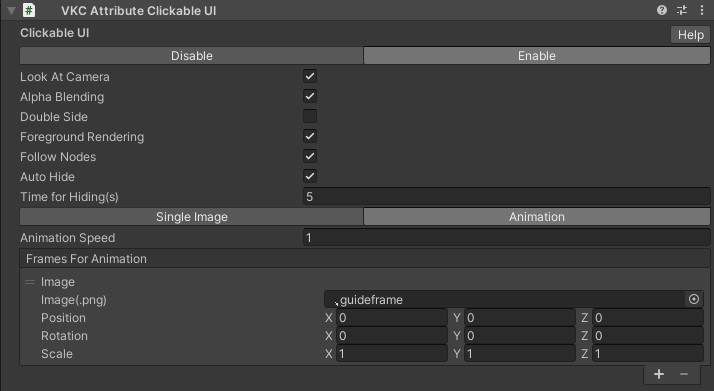 # VKC Attribute Clickable UI
Clickable UI
Help
Disable Enable
Look At Camera
Alpha Blending
Double Side
Foreground Rendering
Follow Nodes
Auto Hide
Time for Hiding(s) 5
Single Image Animation
Animation Speed 1
Frames For Animation
Image
Image(.png) guideframe
Position X 0 Y 0 Z 0
Rotation X 0 Y 0 Z 0
Scale X 1 Y 1 Z 1
+ −